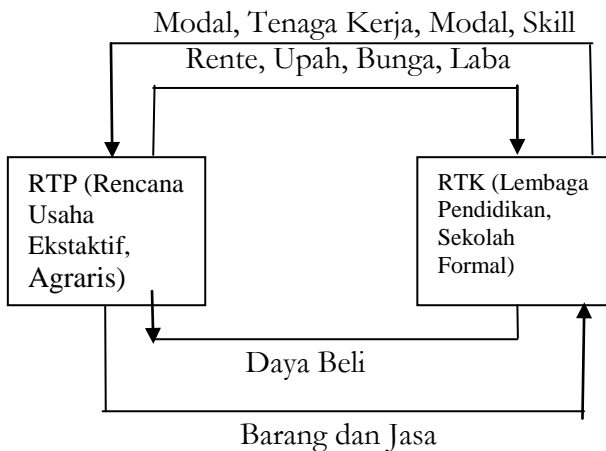 Modal, Tenaga Kerja, Modal, Skill
Rente, Upah, Bunga, Laba
RTP (Rencana
Usaha
Ekstaktif,
Agraris)
RTK (Lembaga
Pendidikan,
Sekolah
Formal)
Daya Beli
Barang dan Jasa